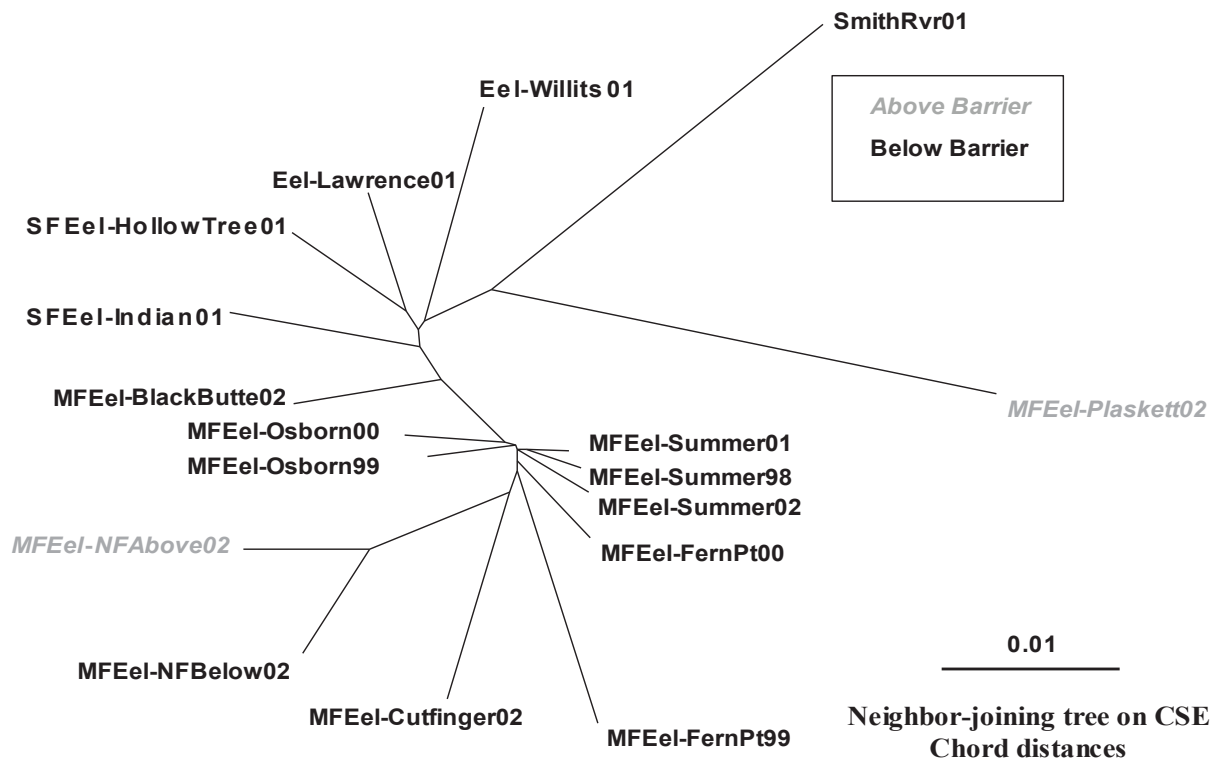 SmithRvr01
Eel-Willits 01
Above Barrier
Below Barrier
Eel-Lawrence01
SFEel-HollowTree01
SFEel-Indian01
MFEel-BlackButte02
MFEel-Plaskett02
MFEel-Osborn00
MFEel-Summer01
MFEel-Osborn99
MFEel-Summer98
MFEel-Summer02
MFEel-NFAbove02
MFEel-FernPt00
0.01
MFEel-NFBelow02
MFEel-Cutfinger02
MFEel-FernPt99
Neighbor-joining tree on CSE
Chord distances